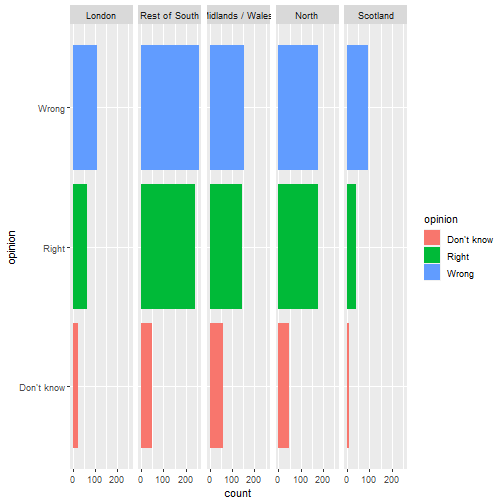 London
Rest of South
Midlands / Wales
North
Scotland
Wrong
Right
Don't know
0 100 200
0 100 200
0 100 200
0 100 200
0 100 200
count
opinion
opinion
Don't know
Right
Wrong